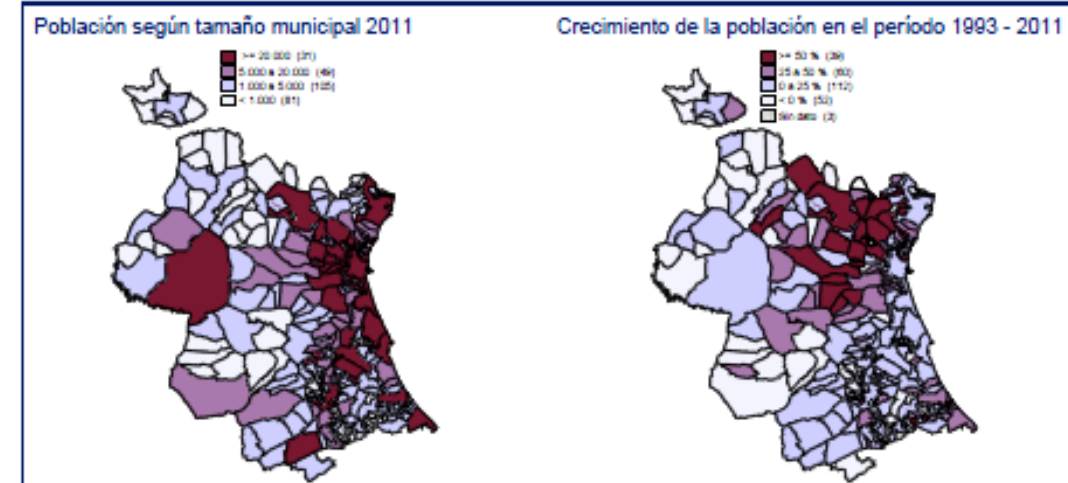 Población según tamaño municipal 2011
>= 20.000 (31)
5.000 a 20.000 (49)
1.000 a 5.000 (105)
< 1.000 (81)
Crecimiento de la población en el período 1993 - 2011
>= 50 % (39)
25 a 50 % (60)
0 a 25 % (112)
< 0 % (52)
Sin dato (3)